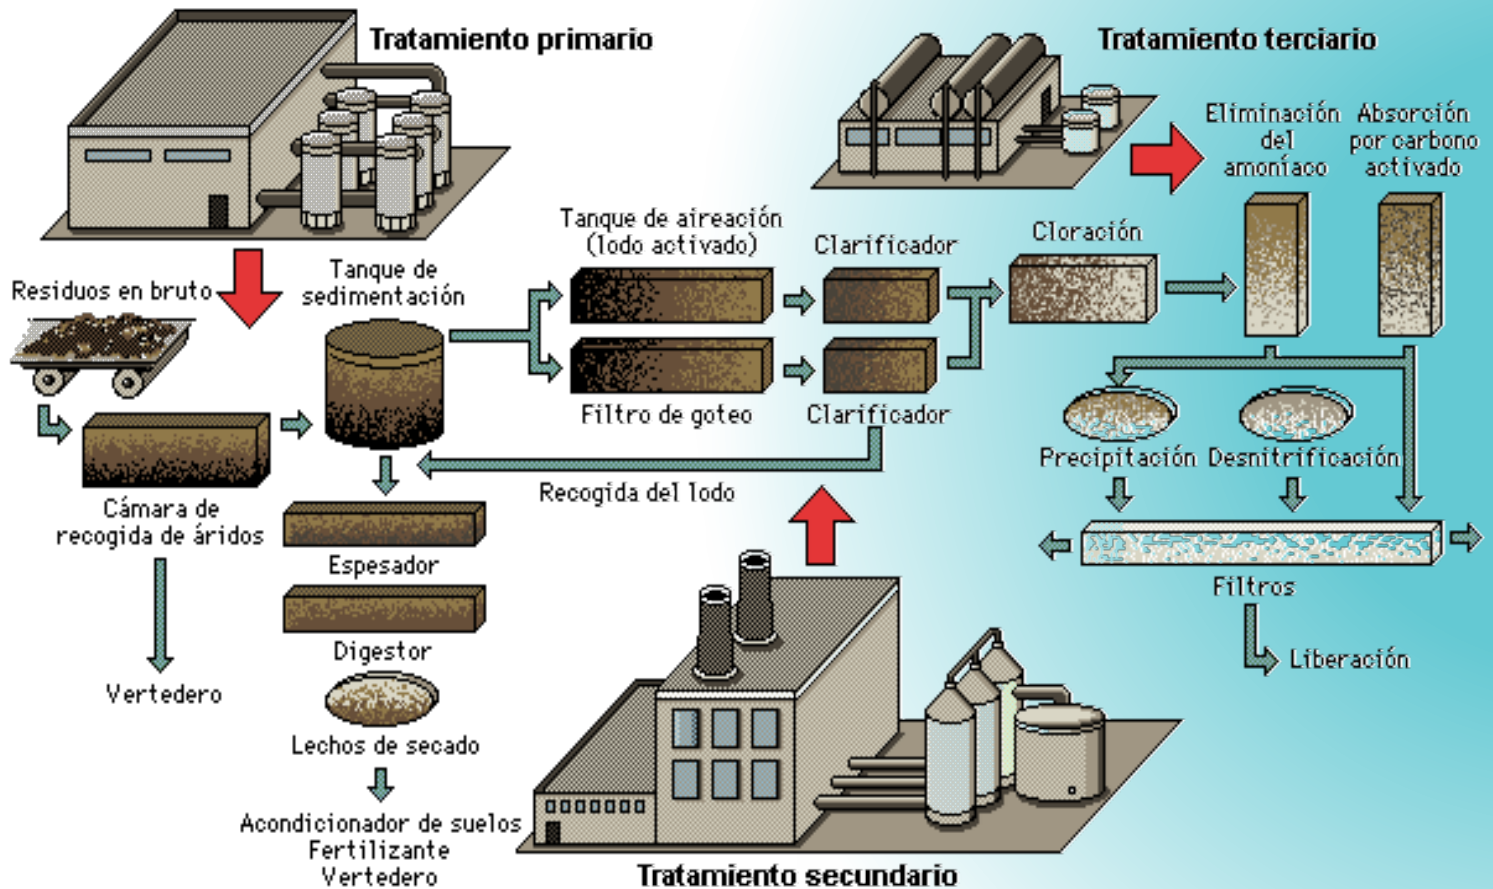 Tratamiento primario
Tratamiento terciario
Eliminación
del
amoníaco
Absorción
por carbono
activado
Residuos en bruto
Tanque de
sedimentación
Tanque de aireación
(lodo activado)
Clarificador
Cloración
Filtro de goteo
Clarificador
Recogida del lodo
Cámara de
recogida de áridos
Vertedero
Espesador
Digestor
Lechos de secado
Acondicionador de suelos
Fertilizante
Vertedero
Precipitación
Desnitrificación
Filtros
Liberación
Tratamiento secundario